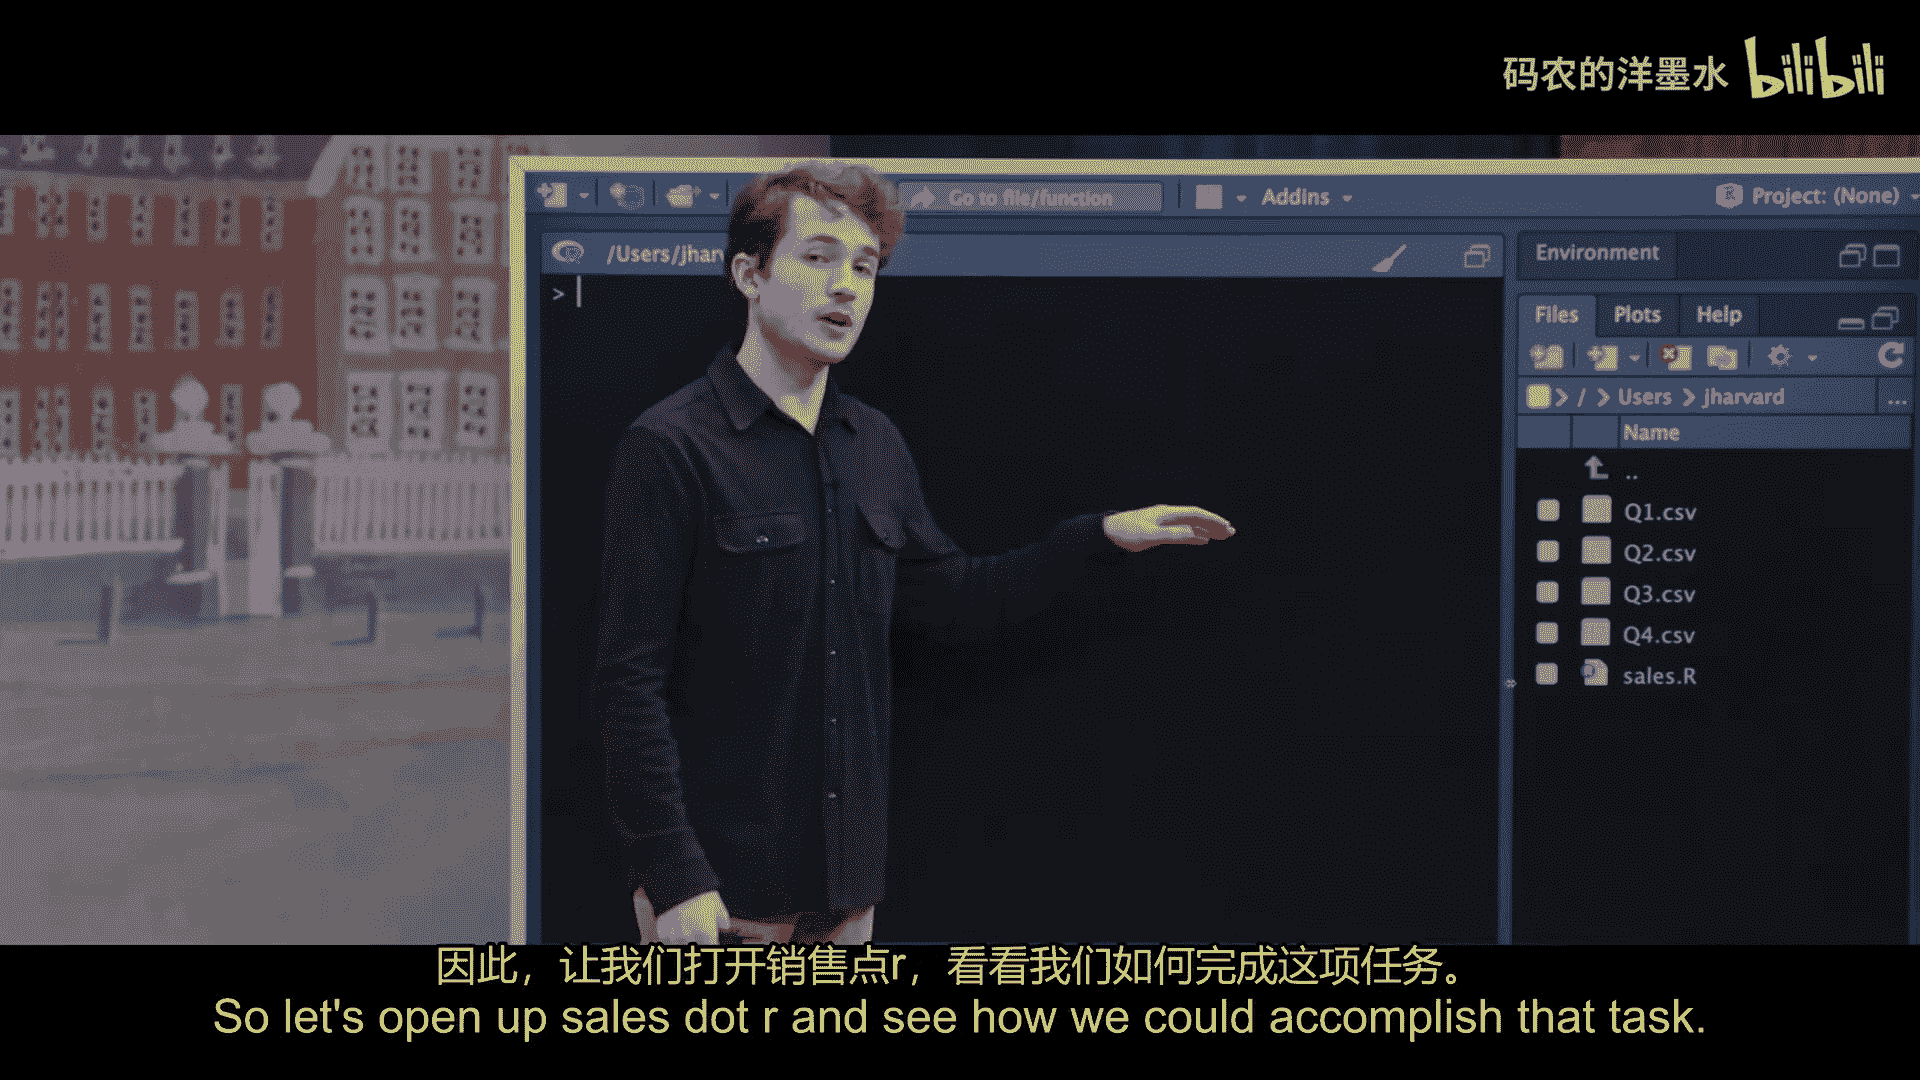 码农的洋墨水 bilibili
Go to file/function
Addins
Project: (None)
/Users/jhar
Environment
>
Files Plots Help
/ Users jharvard ...
Name
..
Q1.csv
Q2.csv
Q3.csv
Q4.csv
sales.R
因此，让我们打开销售点r，看看我们如何完成这项任务。
So let's open up sales dot r and see how we could accomplish that task.